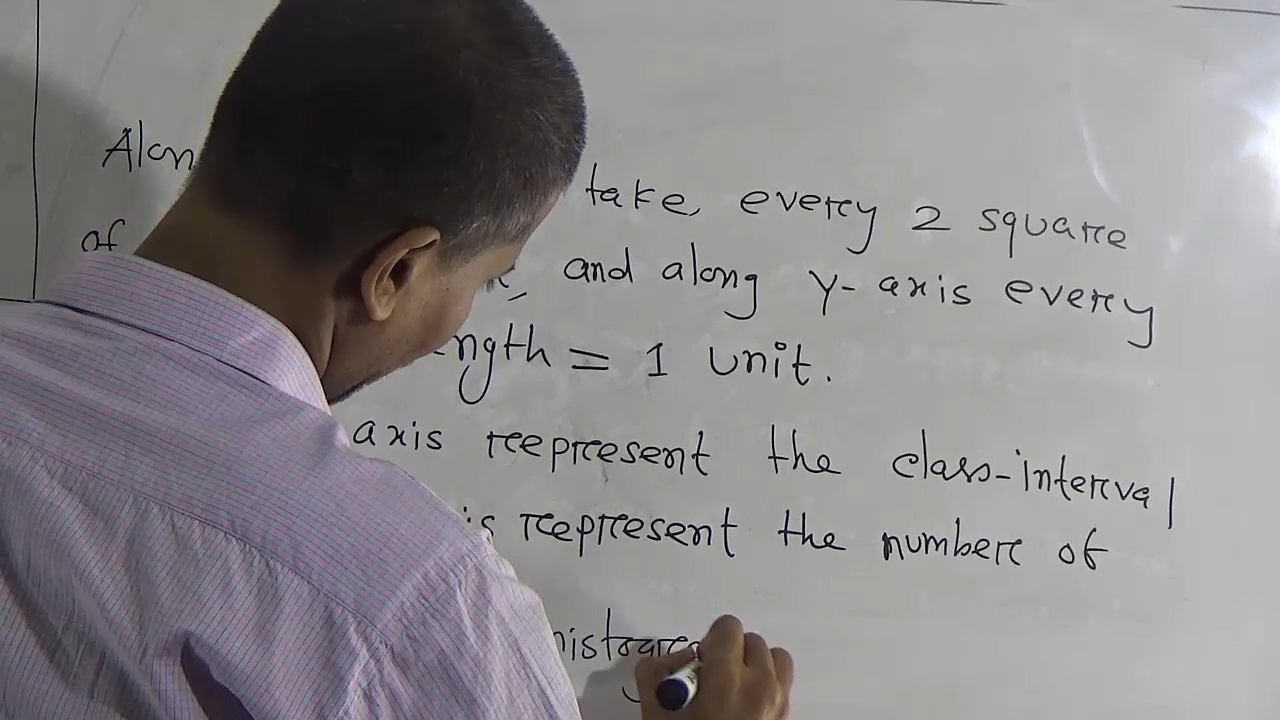 Alon take, every 2 square
of and along Y-axis every
ngth = 1 unit.
axis represent the class-interval
is represent the number of